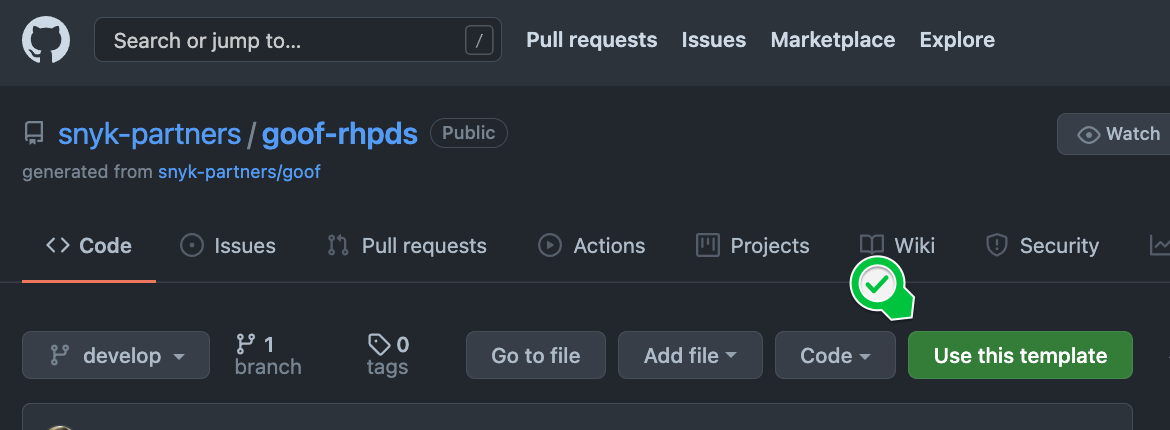 Search or jump to... / Pull requests Issues Marketplace Explore
snyk-partners / goof-rhpds Public Watch
generated from snyk-partners/goof
Code Issues Pull requests Actions Projects Wiki Security
develop 1 branch 0 tags Go to file Add file Code Use this template